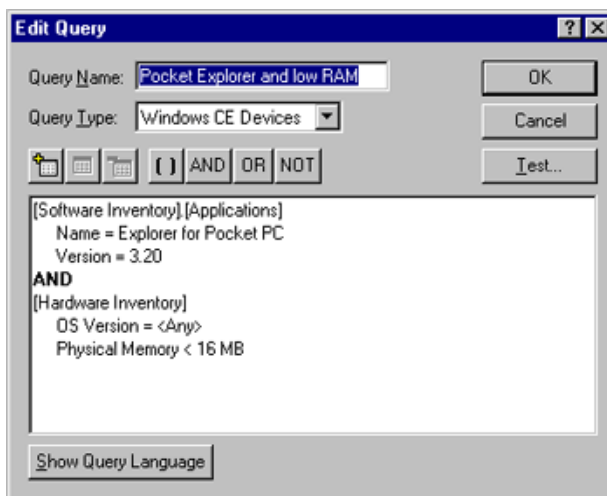 Edit Query
Query Name: Pocket Explorer and low RAM
OK
Query Type: Windows CE Devices
Cancel
( ) AND OR NOT
Test...
[Software Inventory].[Applications]
Name = Explorer for Pocket PC
Version = 3.20
AND
[Hardware Inventory]
OS Version = <Any>
Physical Memory < 16 MB
Show Query Language